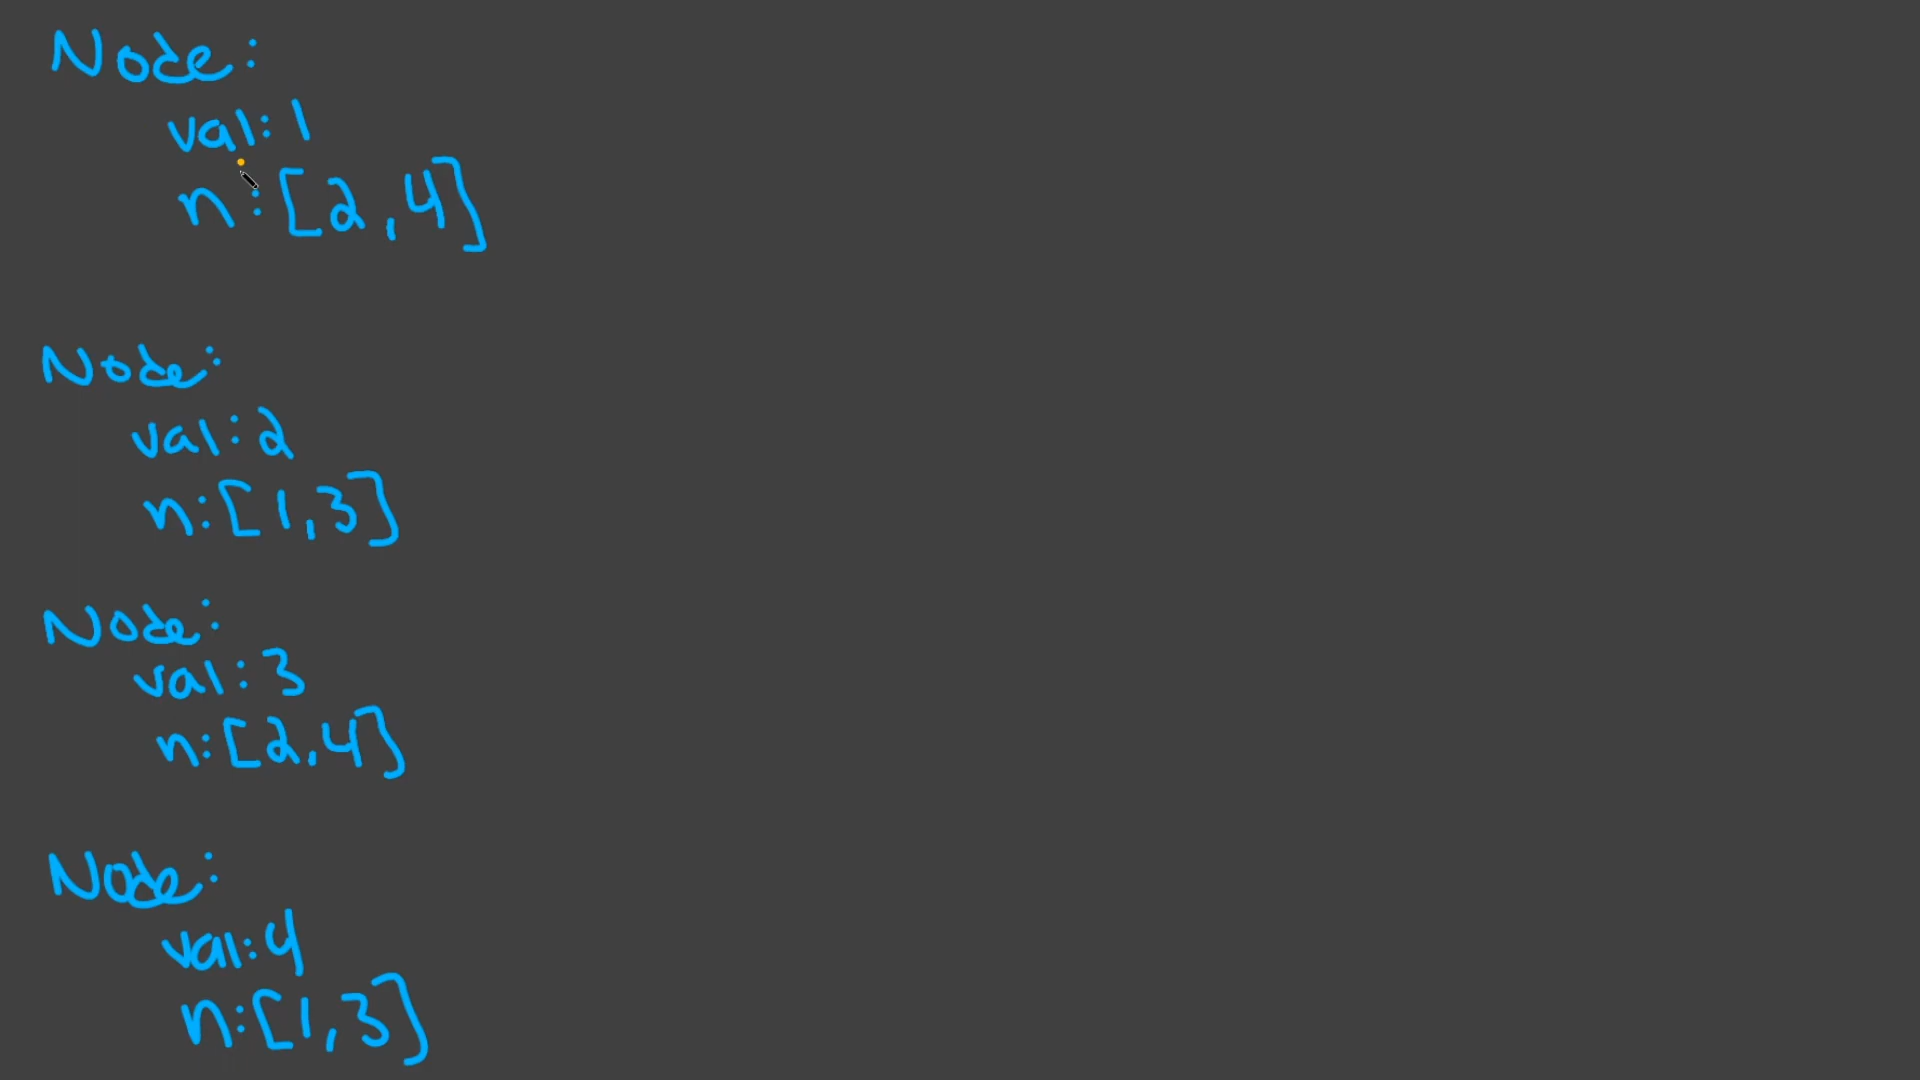 Node:
val: 1
n: [2,4]
Node:
val: 2
n: [1,3]
Node:
val: 3
n: [2,4]
Node:
val: 4
n: [1,3]